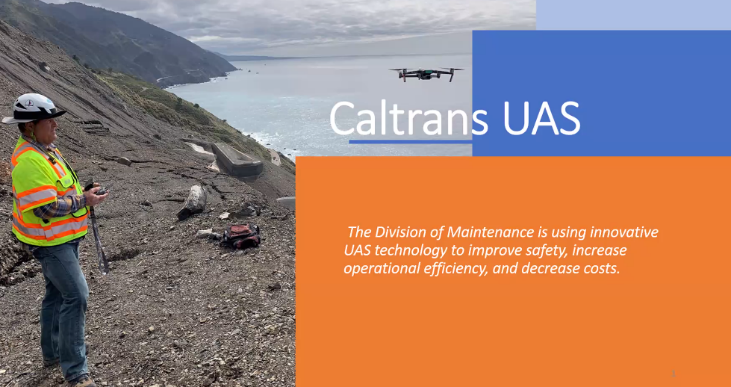 Caltrans UAS
The Division of Maintenance is using innovative
UAS technology to improve safety, increase
operational efficiency, and decrease costs.